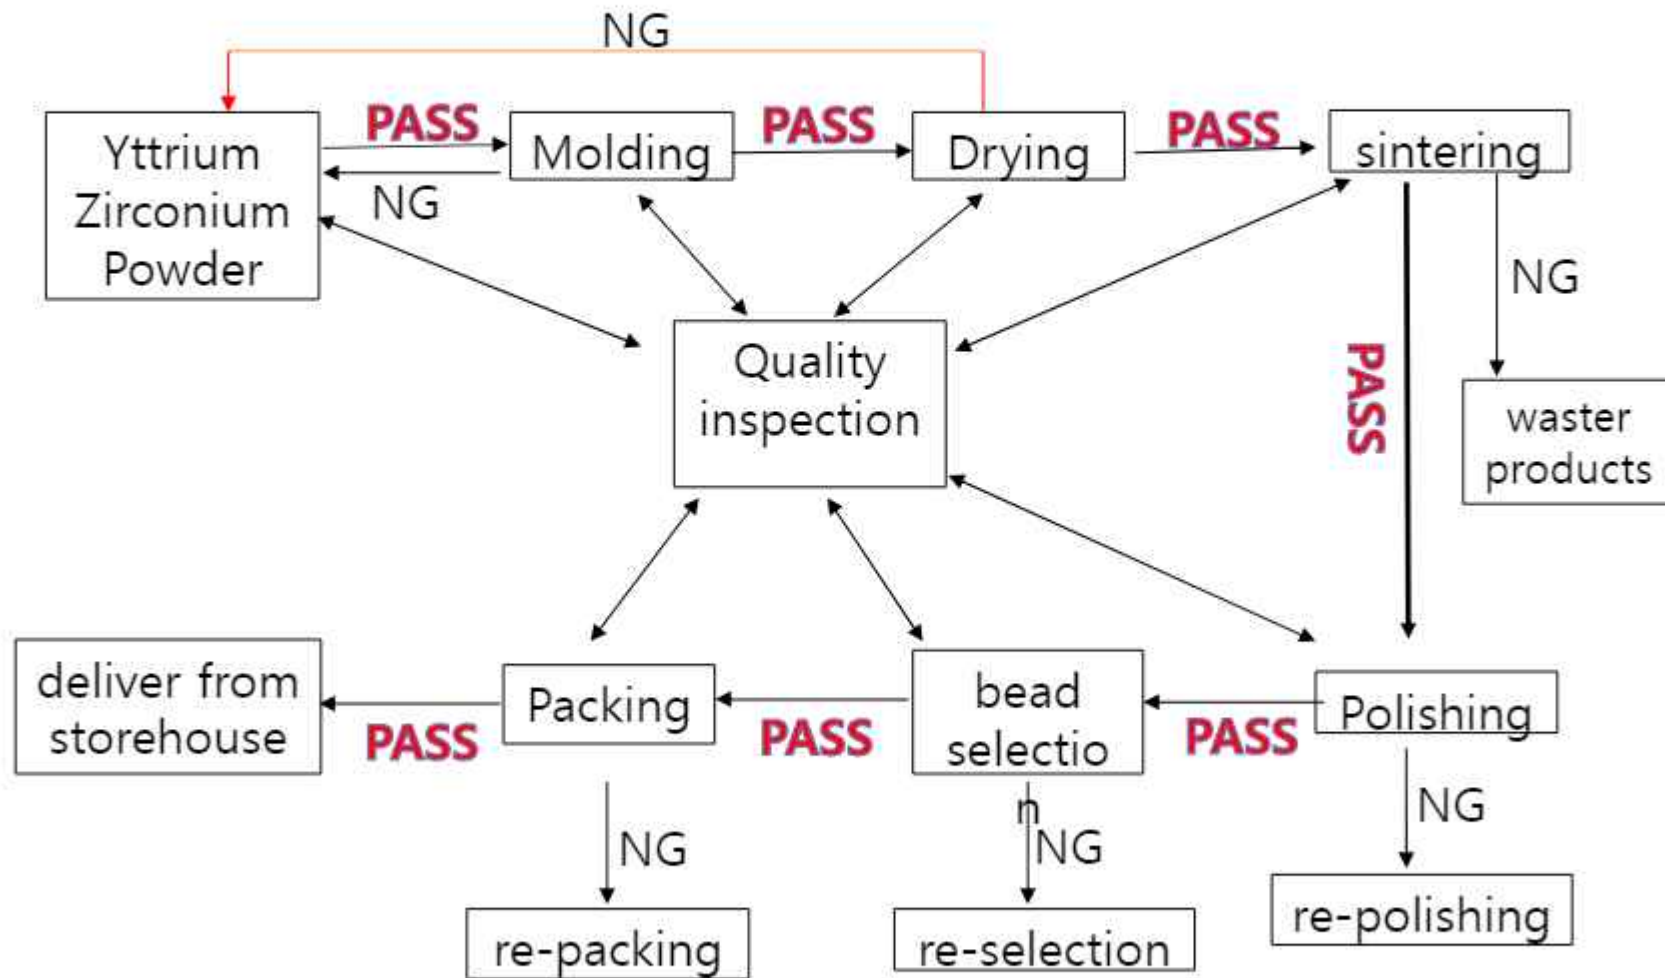 NG
PASS
PASS
PASS
Yttrium
Zirconium
Powder
Molding
Drying
sintering
NG
NG
Quality
inspection
PASS
waster
products
deliver from
storehouse
Packing
bead
selectio
n
Polishing
PASS
PASS
PASS
NG
NG
NG
re-packing
re-selection
re-polishing